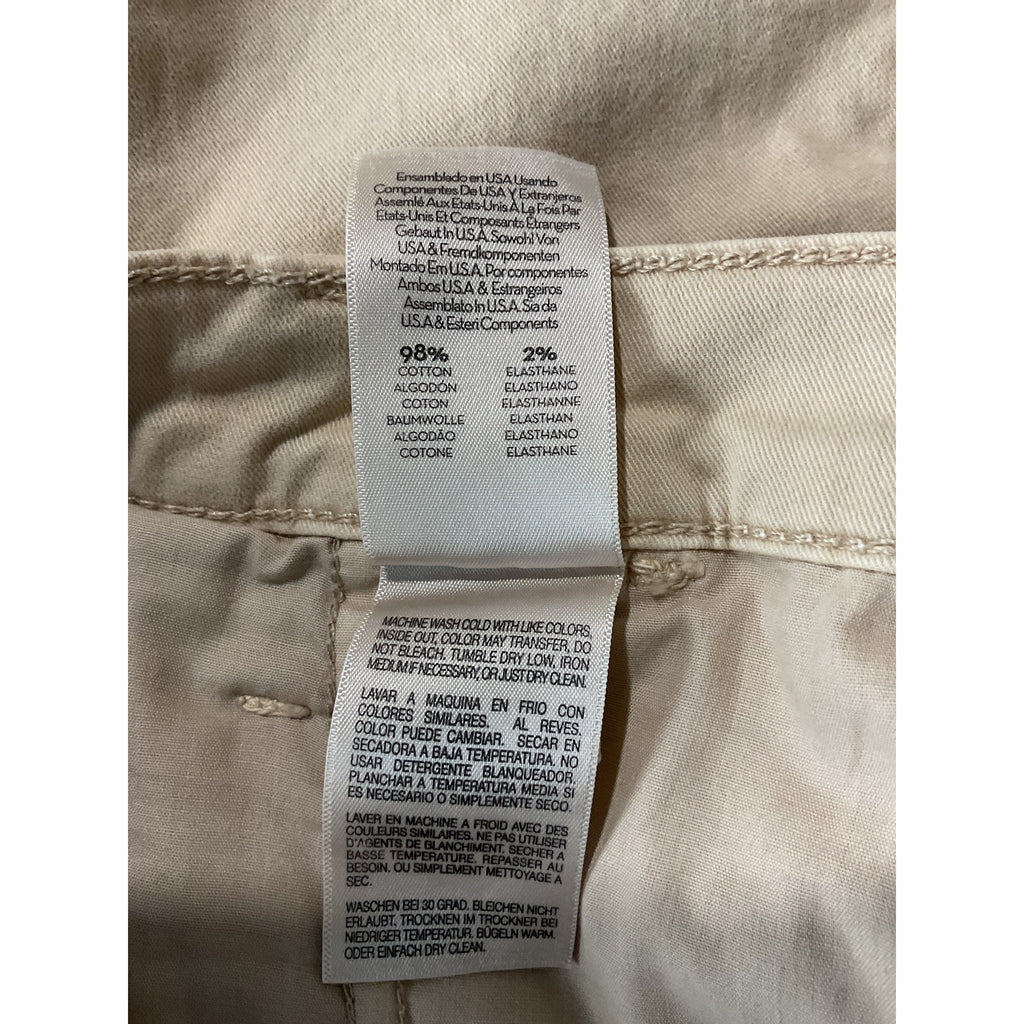 Ensamblado en USA Usando
Componentes De USA Y Extranjeros
Assemlé Aux Etats-Unis À La Fois Par
Etats-Unis Et Composants Étrangers
Gebaut In U.S.A. Sowohl Von
USA & Fremdkomponenten
Montado Em U.S.A. Por componentes
Ambos U.S.A & Estrangeiros
Assemblato In U.S.A. Sia da
U.S.A & Esteri Components
98% 2%
COTTON ELASTHANE
ALGODÓN ELASTHANO
COTON ELASTHANNE
BAUMWOLLE ELASTHAN
ALGODÃO ELASTHANO
COTONE ELASTHANE
MACHINE WASH COLD WITH LIKE COLORS,
INSIDE OUT, COLOR MAY TRANSFER, DO
NOT BLEACH. TUMBLE DRY LOW, IRON
MEDIUM IF NECESSARY, OR JUST DRY CLEAN.
LAVAR A MAQUINA EN FRIO CON
COLORES SIMILARES. AL REVES.
COLOR PUEDE CAMBIAR. SECAR EN
SECADORA A BAJA TEMPERATURA. NO
USAR DETERGENTE BLANQUEADOR.
PLANCHAR A TEMPERATURA MEDIA SI
ES NECESARIO O SIMPLEMENTE SECO.
LAVER EN MACHINE A FROID AVEC DES
COULEURS SIMILAIRES. NE PAS UTILISER
D'AGENTS DE BLANCHIMENT. SECHER A
BASSE TEMPERATURE. REPASSER AU
BESOIN. OU SIMPLEMENT METTOYAGE A
SEC.
WASCHEN BEI 30 GRAD. BLEICHEN NICHT
ERLAUBT. TROCKNEN IM TROCKNER BEI
NIEDRIGER TEMPERATUR. BÜGELN WARM.
ODER EINFACH DRY CLEAN.